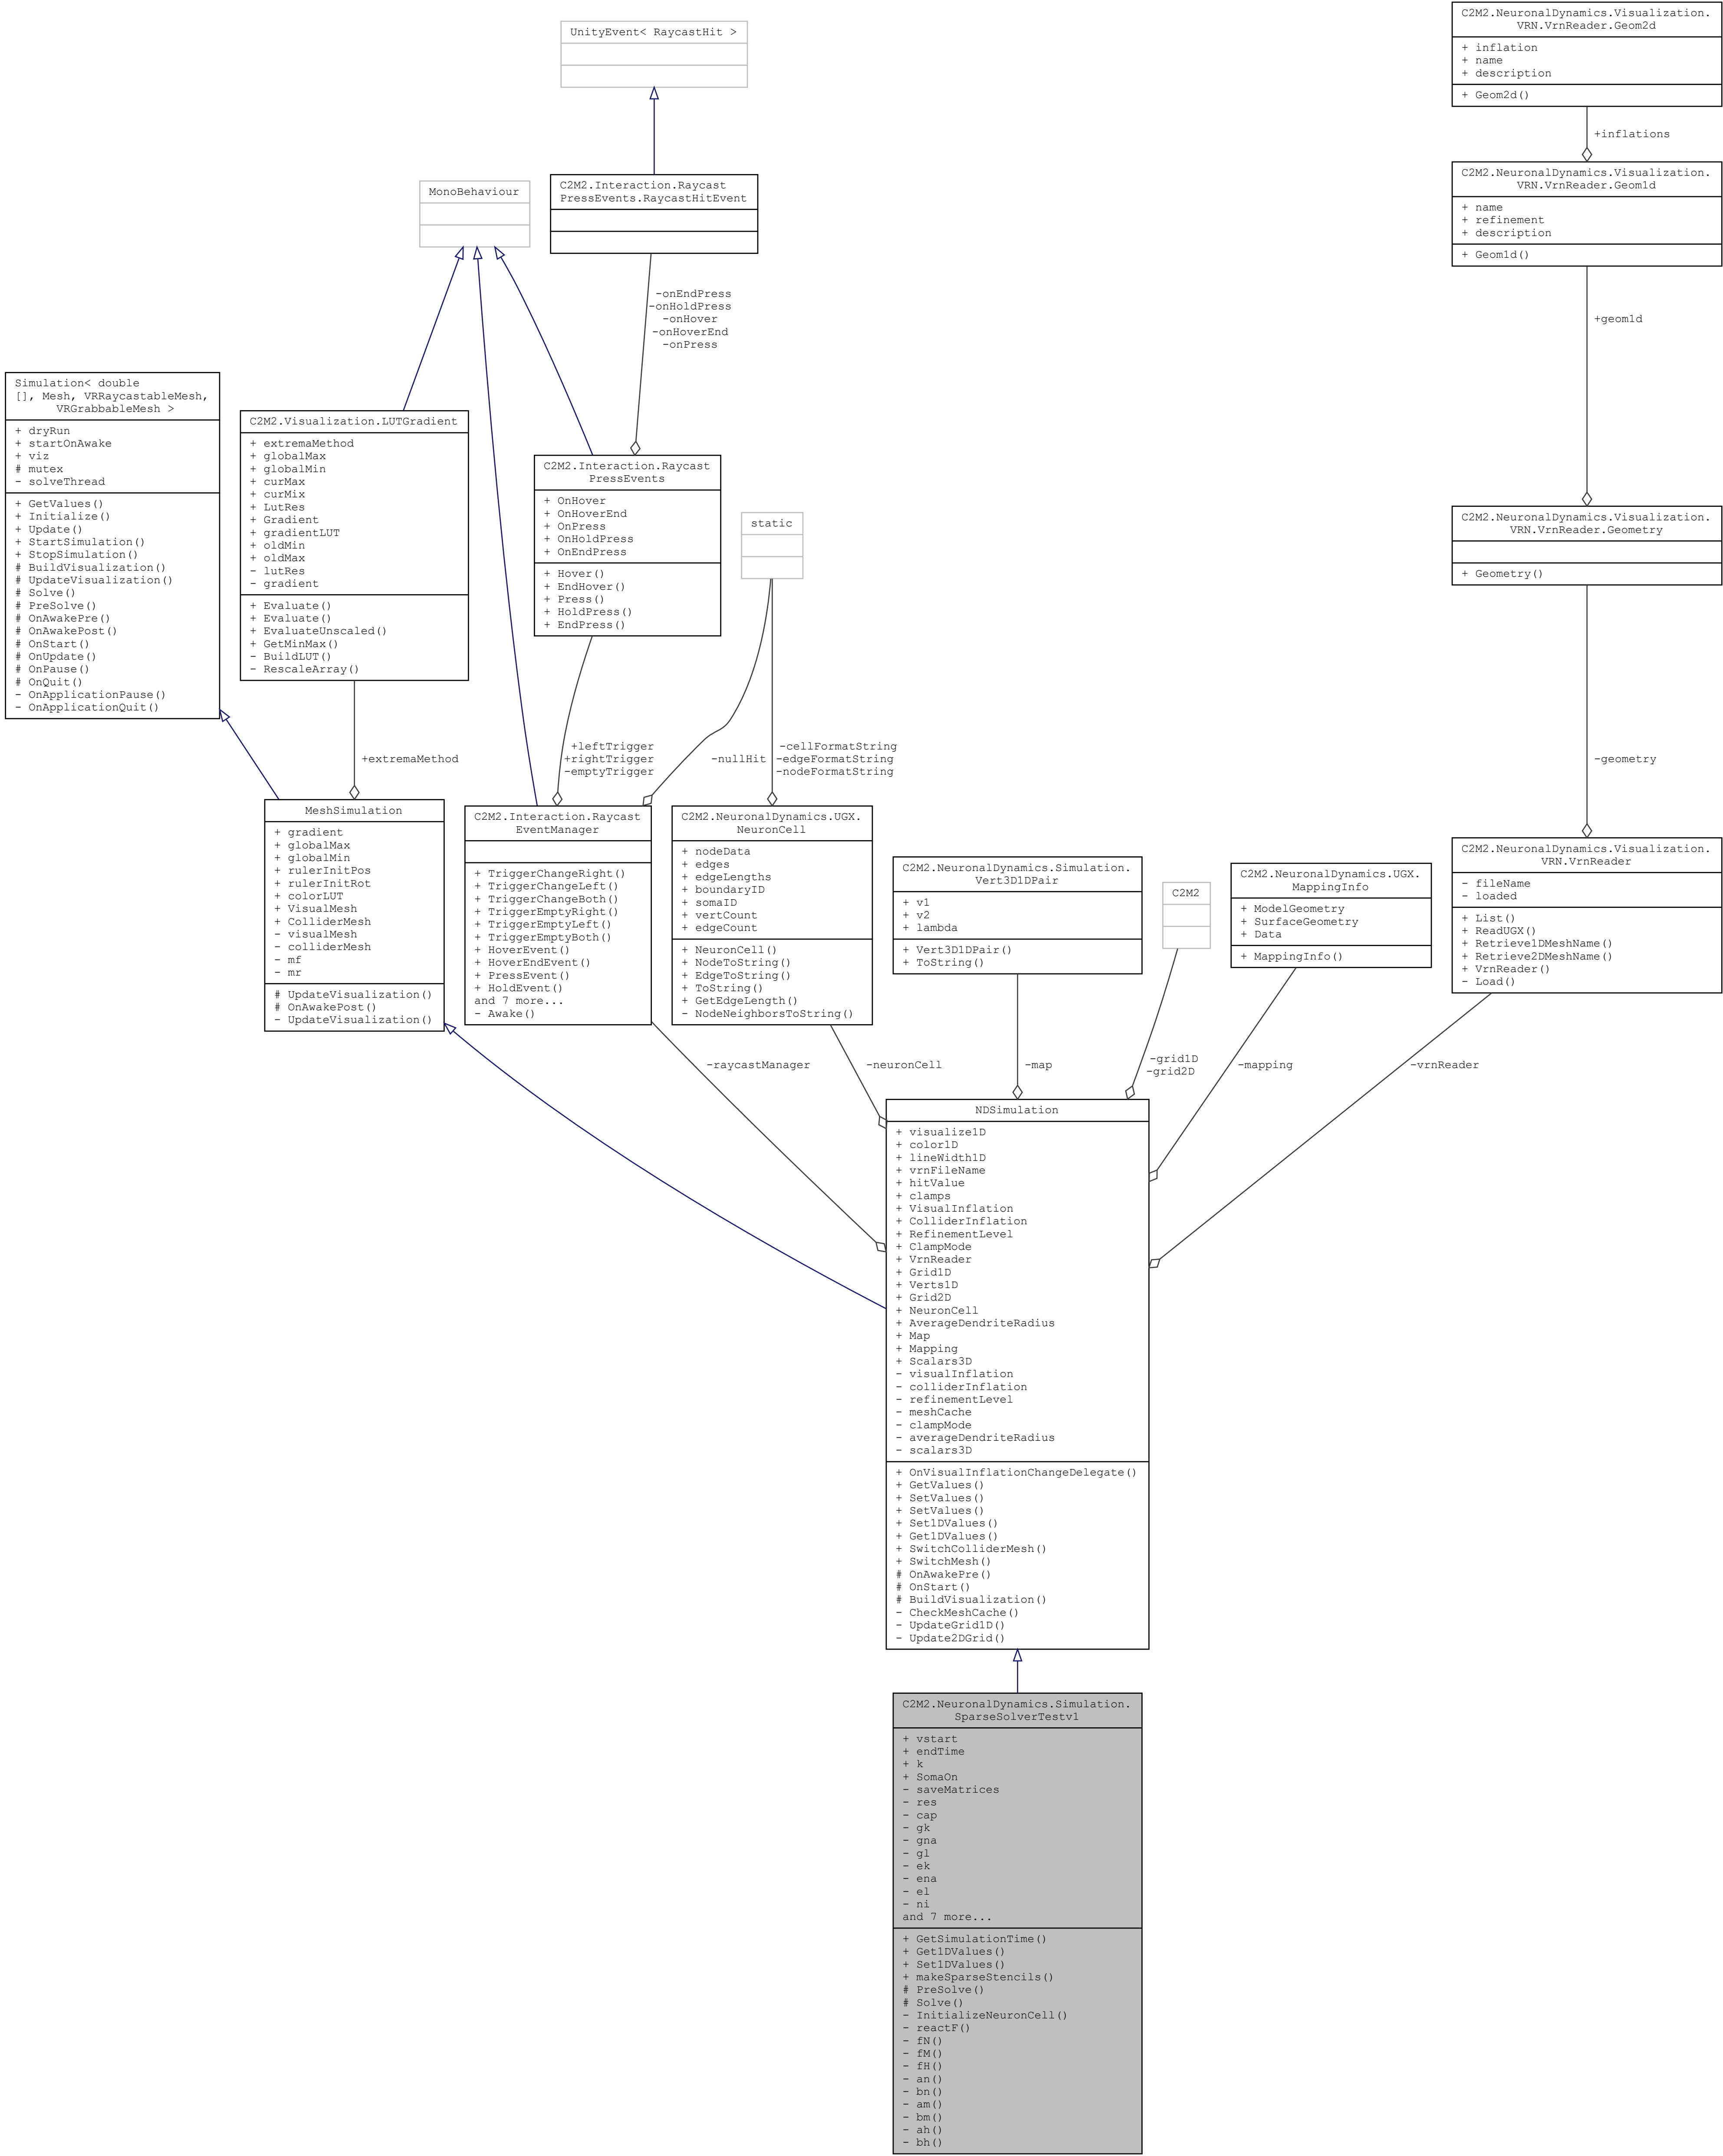 UnityEvent< RaycastHit >
C2M2.NeuronalDynamics.Visualization.
VRN.VrnReader.Geom2d
+ inflation
+ name
+ description
+ Geom2d()
+inflations
MonoBehaviour
C2M2.Interaction.Raycast
PressEvents.RaycastHitEvent
C2M2.NeuronalDynamics.Visualization.
VRN.VrnReader.Geom1d
+ name
+ refinement
+ description
+ Geom1d()
-onEndPress
-onHoldPress
-onHover
-onHoverEnd
-onPress
+geom1d
Simulation< double
[], Mesh, VRRaycastableMesh,
VRGrabbableMesh >
+ dryRun
+ startOnAwake
+ viz
# mutex
- solveThread
+ GetValues()
+ Initialize()
+ Update()
+ StartSimulation()
+ StopSimulation()
# BuildVisualization()
# UpdateVisualization()
# Solve()
# PreSolve()
# OnAwakePre()
# OnAwakePost()
# OnStart()
# OnUpdate()
# OnPause()
# OnQuit()
- OnApplicationPause()
- OnApplicationQuit()
C2M2.Visualization.LUTGradient
+ extremaMethod
+ globalMax
+ globalMin
+ curMax
+ curMix
+ LutRes
+ Gradient
+ gradientLUT
+ oldMin
+ oldMax
- lutRes
- gradient
+ Evaluate()
+ Evaluate()
+ EvaluateUnscaled()
+ GetMinMax()
- BuildLUT()
- RescaleArray()
C2M2.Interaction.Raycast
PressEvents
+ OnHover
+ OnHoverEnd
+ OnPress
+ OnHoldPress
+ OnEndPress
+ Hover()
+ EndHover()
+ Press()
+ HoldPress()
+ EndPress()
static
C2M2.NeuronalDynamics.Visualization.
VRN.VrnReader.Geometry
+ Geometry()
+extremaMethod
+leftTrigger
+rightTrigger
-emptyTrigger
-nullHit
-cellFormatString
-edgeFormatString
-nodeFormatString
-geometry
MeshSimulation
+ gradient
+ globalMax
+ globalMin
+ rulerInitPos
+ rulerInitRot
+ colorLUT
+ VisualMesh
+ ColliderMesh
- visualMesh
- colliderMesh
- mf
- mr
# UpdateVisualization()
# OnAwakePost()
- UpdateVisualization()
C2M2.Interaction.Raycast
EventManager
+ TriggerChangeRight()
+ TriggerChangeLeft()
+ TriggerChangeBoth()
+ TriggerEmptyRight()
+ TriggerEmptyLeft()
+ TriggerEmptyBoth()
+ HoverEvent()
+ HoverEndEvent()
+ PressEvent()
+ HoldEvent()
and 7 more...
- Awake()
C2M2.NeuronalDynamics.UGX.
NeuronCell
+ nodeData
+ edges
+ edgeLengths
+ boundaryID
+ somaID
+ vertCount
+ edgeCount
+ NeuronCell()
+ NodeToString()
+ EdgeToString()
+ ToString()
+ GetEdgeLength()
- NodeNeighborsToString()
C2M2.NeuronalDynamics.Simulation.
Vert3D1DPair
+ v1
+ v2
+ lambda
+ Vert3D1DPair()
+ ToString()
C2M2
C2M2.NeuronalDynamics.UGX.
MappingInfo
+ ModelGeometry
+ SurfaceGeometry
+ Data
+ MappingInfo()
C2M2.NeuronalDynamics.Visualization.
VRN.VrnReader
- fileName
- loaded
+ List()
+ ReadUGX()
+ Retrieve1DMeshName()
+ Retrieve2DMeshName()
+ VrnReader()
- Load()
-raycastManager
-neuronCell
-map
-grid1D
-grid2D
-mapping
-vrnReader
NDSimulation
+ visualize1D
+ color1D
+ lineWidth1D
+ vrnFileName
+ hitValue
+ clamps
+ VisualInflation
+ ColliderInflation
+ RefinementLevel
+ ClampMode
+ VrnReader
+ Grid1D
+ Verts1D
+ Grid2D
+ NeuronCell
+ AverageDendriteRadius
+ Map
+ Mapping
+ Scalars3D
- visualInflation
- colliderInflation
- refinementLevel
- meshCache
- clampMode
- averageDendriteRadius
- scalars3D
+ OnVisualInflationChangeDelegate()
+ GetValues()
+ SetValues()
+ SetValues()
+ Set1DValues()
+ Get1DValues()
+ SwitchColliderMesh()
+ SwitchMesh()
# OnAwakePre()
# OnStart()
# BuildVisualization()
- CheckMeshCache()
- UpdateGrid1D()
- Update2DGrid()
C2M2.NeuronalDynamics.Simulation.
SparseSolverTestv1
+ vstart
+ endTime
+ k
+ SomaOn
- saveMatrices
- res
- cap
- gk
- gna
- gl
- ek
- ena
- el
- ni
and 7 more...
+ GetSimulationTime()
+ Get1DValues()
+ Set1DValues()
+ makeSparseStencils()
# PreSolve()
# Solve()
- InitializeNeuronCell()
- reactF()
- fN()
- fM()
- fH()
- an()
- bn()
- am()
- bm()
- ah()
- bh()